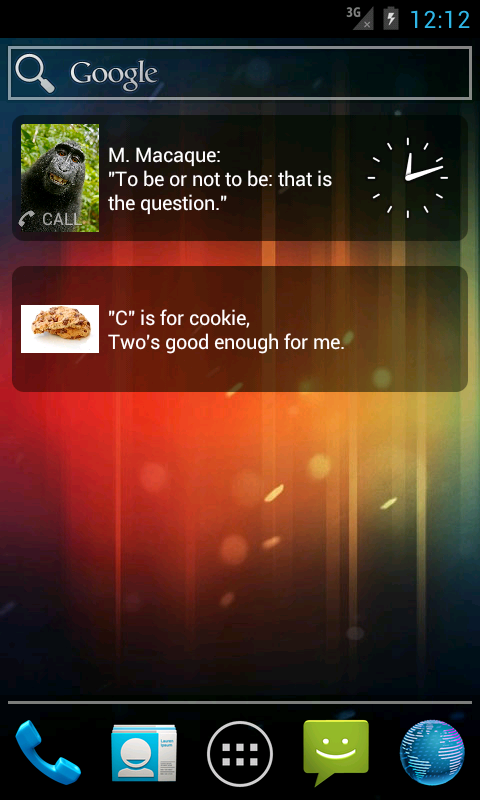 3G 12:12
Google
M. Macaque:
"To be or not to be: that is
the question."
CALL
"C" is for cookie,
Two's good enough for me.